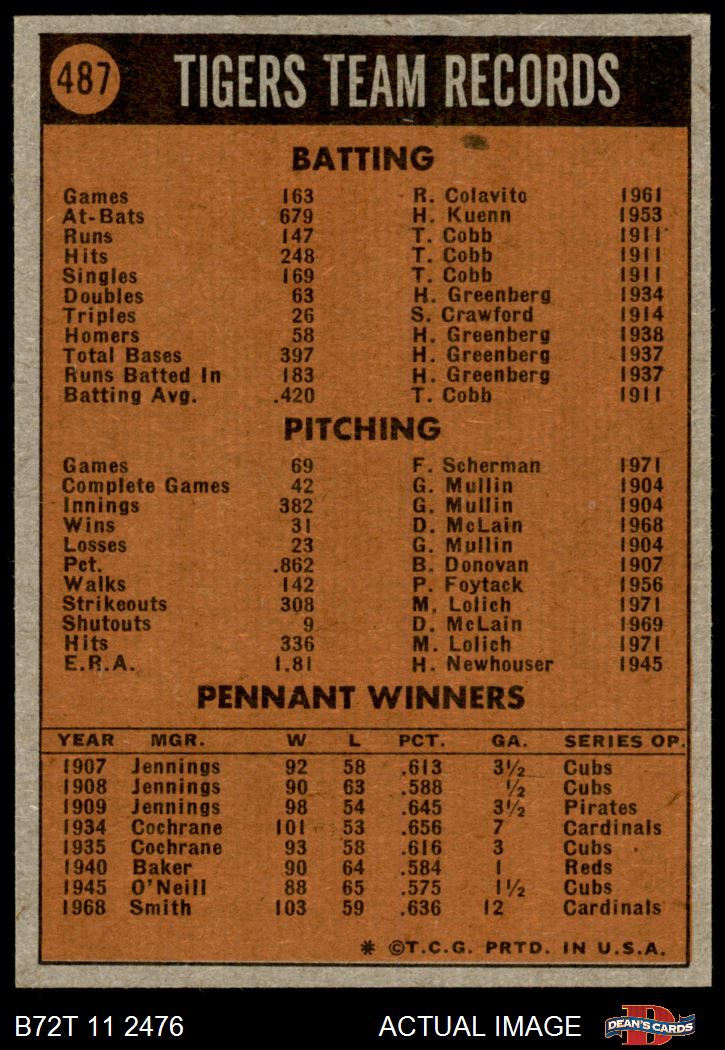 487 TIGERS TEAM RECORDS
BATTING
Games 163 R. Colavito 1961
At-Bats 679 H. Kuenn 1953
Runs 147 T. Cobb 1911
Hits 248 T. Cobb 1911
Singles 169 T. Cobb 1911
Doubles 63 H. Greenberg 1934
Triples 26 S. Crawford 1914
Homers 58 H. Greenberg 1938
Total Bases 397 H. Greenberg 1937
Runs Batted In 183 H. Greenberg 1937
Batting Avg. .420 T. Cobb 1911
PITCHING
Games 69 F. Scherman 1971
Complete Games 42 G. Mullin 1904
Innings 382 G. Mullin 1904
Wins 31 D. McLain 1968
Losses 23 G. Mullin 1904
Pct. .862 B. Donovan 1907
Walks 142 P. Foytack 1956
Strikeouts 308 M. Lolich 1971
Shutouts 9 D. McLain 1969
Hits 336 M. Lolich 1971
E.R.A. 1.81 H. Newhouser 1945
PENNANT WINNERS
YEAR MGR. W L PCT. GA. SERIES OP.
1907 Jennings 92 58 .613 3½ Cubs
1908 Jennings 90 63 .588 ½ Cubs
1909 Jennings 98 54 .645 3½ Pirates
1934 Cochrane 101 53 .656 7 Cardinals
1935 Cochrane 93 58 .616 3 Cubs
1940 Baker 90 64 .584 1 Reds
1945 O'Neill 88 65 .575 1½ Cubs
1968 Smith 103 59 .636 12 Cardinals
* ©T.C.G. PRTD. IN U.S.A.
B72T 11 2476 ACTUAL IMAGE D DEAN'S CARDS